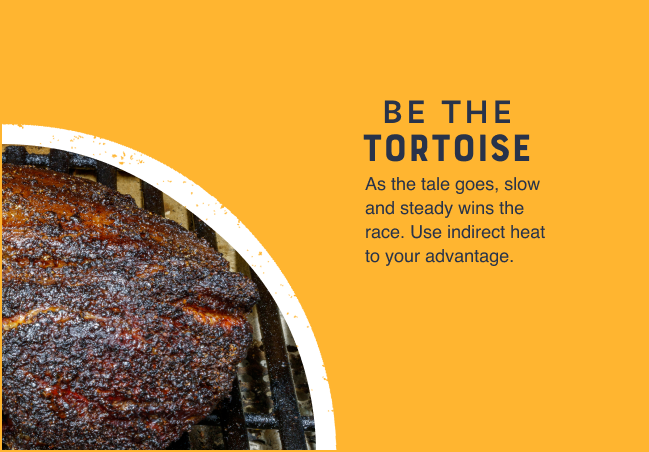 BE THE
TORTOISE
As the tale goes, slow
and steady wins the
race. Use indirect heat
to your advantage.